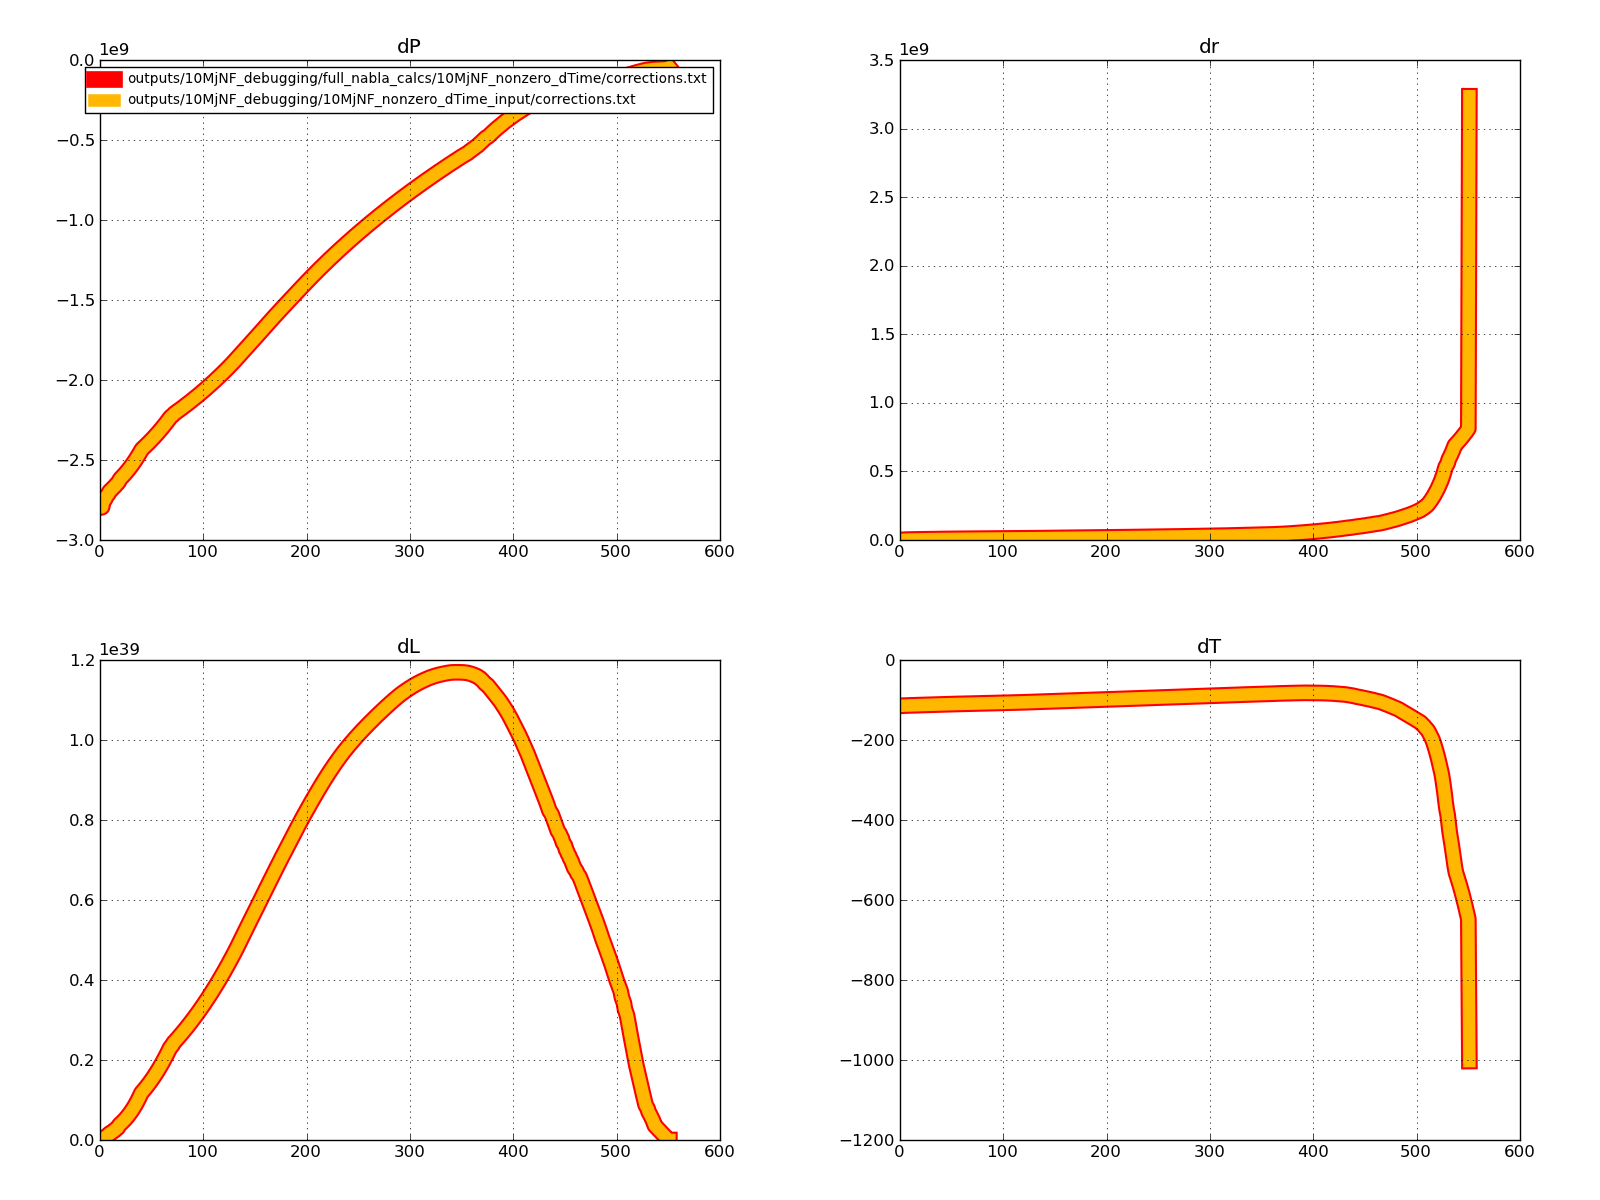 1e9
dP
0.0
−0.5
−1.0
−1.5
−2.0
−2.5
−3.0
outputs/10MjNF_debugging/full_nabla_calcs/10MjNF_nonzero_dTime/corrections.txt
outputs/10MjNF_debugging/10MjNF_nonzero_dTime_input/corrections.txt
0 100 200 300 400 500 600
1e9
dr
3.5
3.0
2.5
2.0
1.5
1.0
0.5
0.0
0 100 200 300 400 500 600
1e39
dL
1.2
1.0
0.8
0.6
0.4
0.2
0.0
0 100 200 300 400 500 600
dT
0
−200
−400
−600
−800
−1000
−1200
0 100 200 300 400 500 600